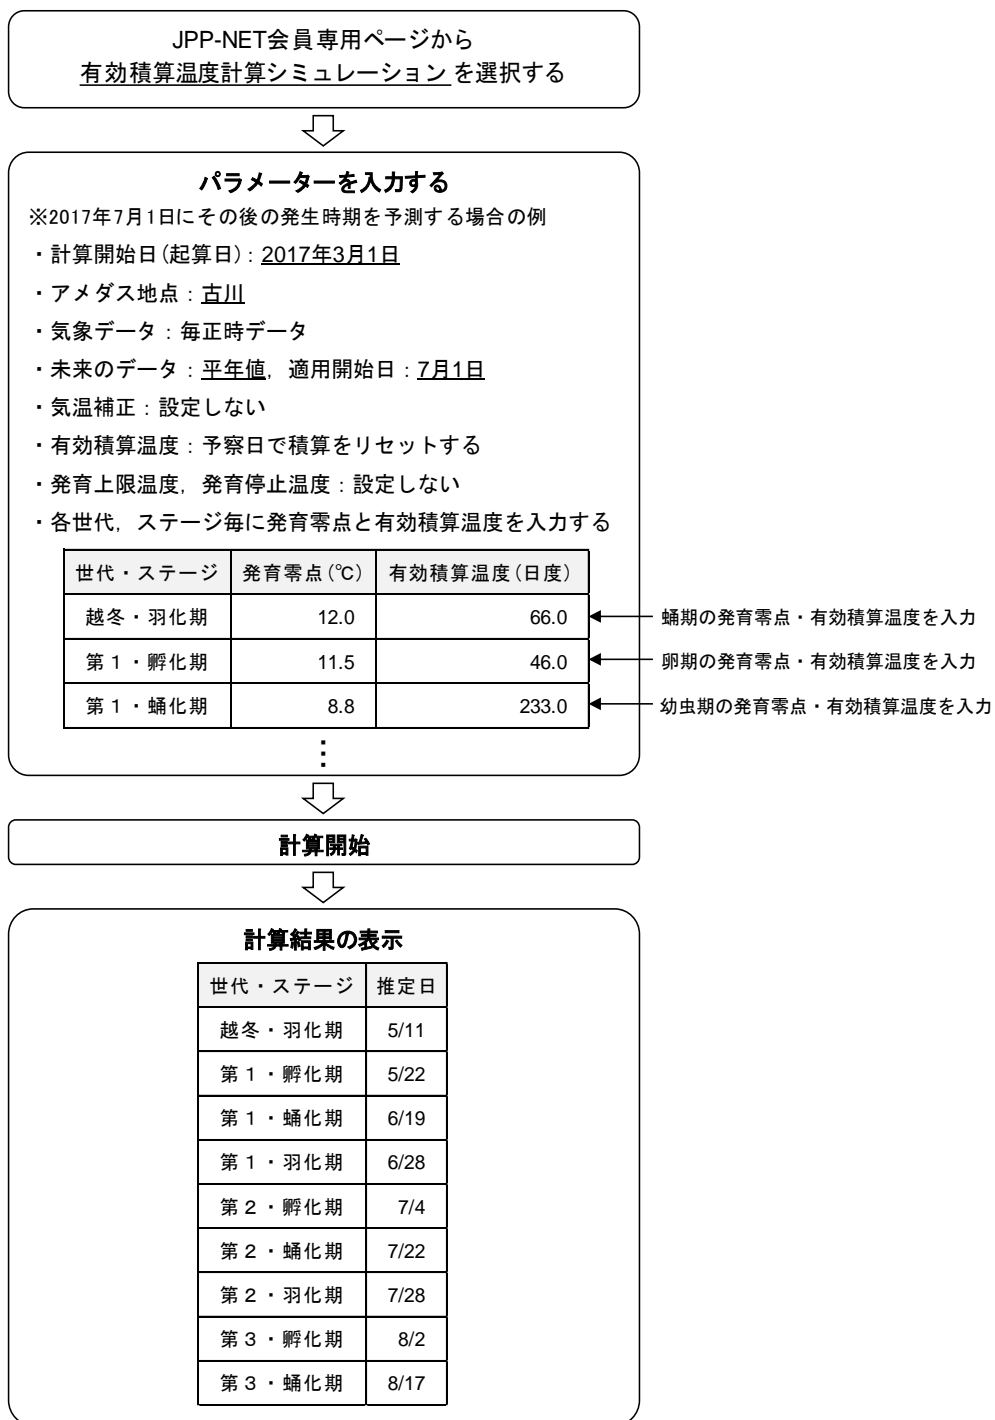 JPP-NET会員専用ページから
有効積算温度計算シミュレーション を選択する
パラメーターを入力する
※2017年7月1日にその後の発生時期を予測する場合の例
・計算開始日(起算日)：2017年3月1日
・アメダス地点：古川
・気象データ：毎正時データ
・未来のデータ：平年値，適用開始日：7月1日
・気温補正：設定しない
・有効積算温度：予察日で積算をリセットする
・発育上限温度，発育停止温度：設定しない
・各世代，ステージ毎に発育零点と有効積算温度を入力する
世代・ステージ 発育零点(℃) 有効積算温度(日度)
越冬・羽化期 12.0 66.0 蛹期の発育零点・有効積算温度を入力
第１・孵化期 11.5 46.0 卵期の発育零点・有効積算温度を入力
第１・蛹化期 8.8 233.0 幼虫期の発育零点・有効積算温度を入力
⋮
計算開始
計算結果の表示
世代・ステージ 推定日
越冬・羽化期 5/11
第１・孵化期 5/22
第１・蛹化期 6/19
第１・羽化期 6/28
第２・孵化期 7/4
第２・蛹化期 7/22
第２・羽化期 7/28
第３・孵化期 8/2
第３・蛹化期 8/17